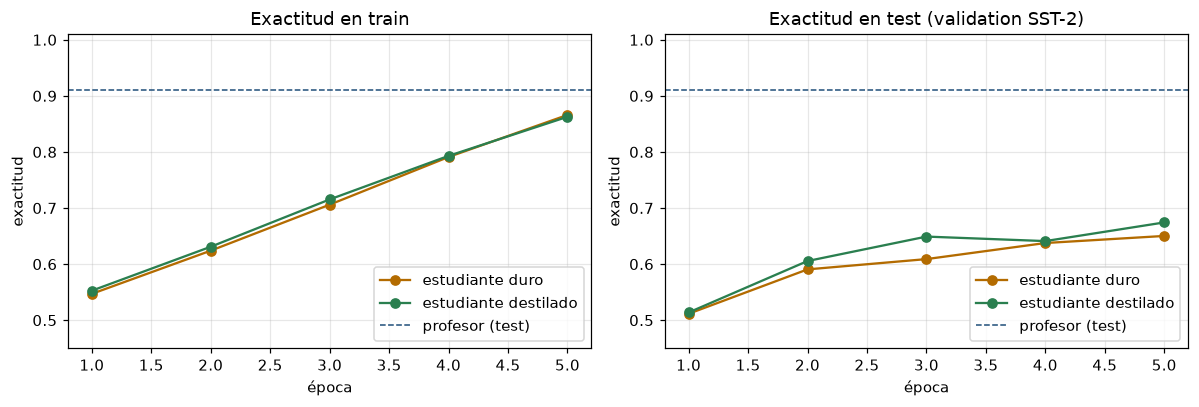 Exactitud en train
exactitud
1.0
0.9
0.8
0.7
0.6
0.5
estudiante duro
estudiante destilado
profesor (test)
1.0 1.5 2.0 2.5 3.0 3.5 4.0 4.5 5.0
época
Exactitud en test (validation SST-2)
exactitud
1.0
0.9
0.8
0.7
0.6
0.5
estudiante duro
estudiante destilado
profesor (test)
1.0 1.5 2.0 2.5 3.0 3.5 4.0 4.5 5.0
época